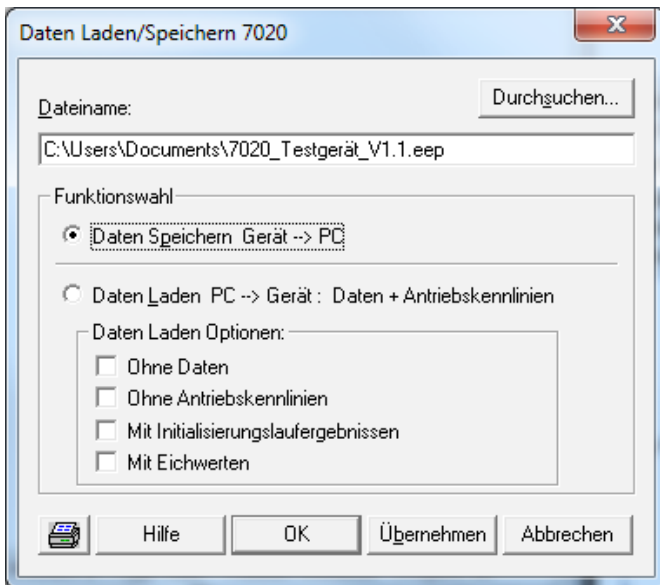 Daten Laden/Speichern 7020
Durchsuchen...
Dateiname:
C:\Users\Documents\7020_Testgerät_V1.1.eep
Funktionswahl
Daten Speichern Gerät --> PC
Daten Laden PC --> Gerät : Daten + Antriebskennlinien
Daten Laden Optionen:
Ohne Daten
Ohne Antriebskennlinien
Mit Initialisierungslaufergebnissen
Mit Eichwerten
Hilfe OK Übernehmen Abbrechen